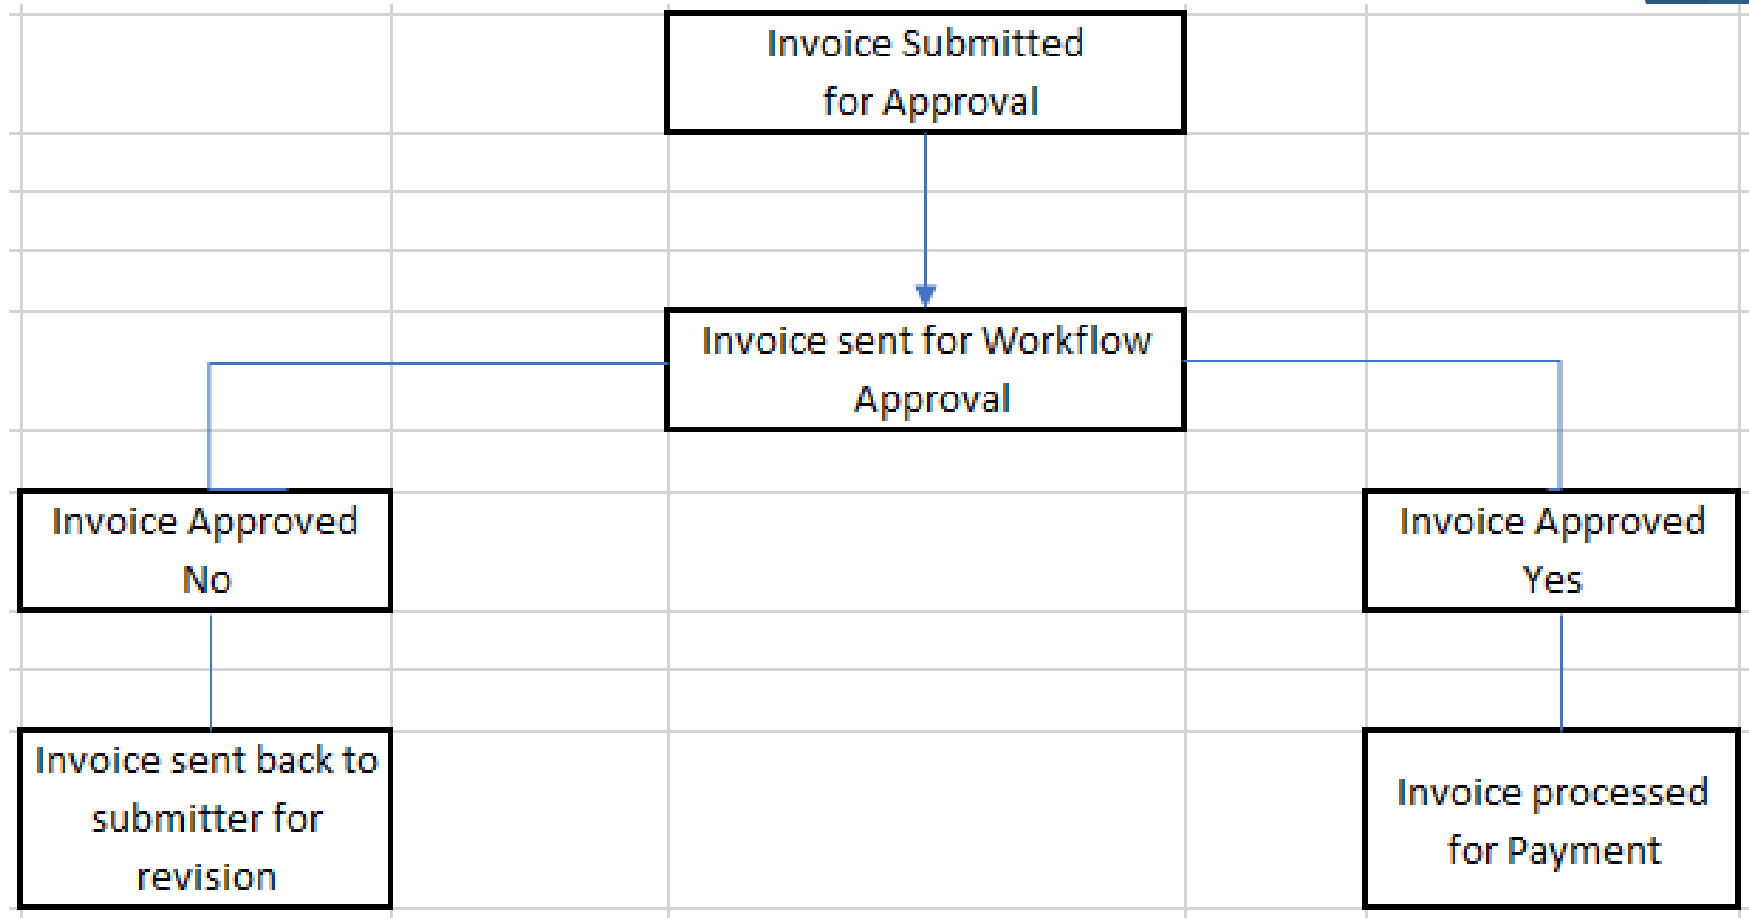 Invoice Submitted
for Approval
Invoice sent for Workflow
Approval
Invoice Approved
No
Invoice Approved
Yes
Invoice sent back to
submitter for
revision
Invoice processed
for Payment